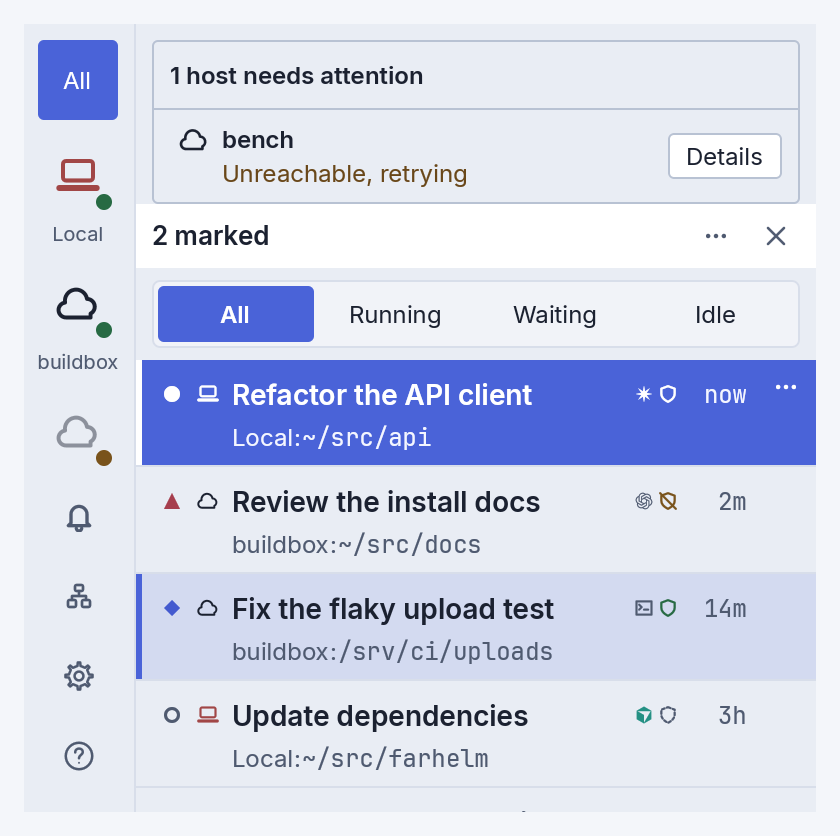 All
Local
buildbox
1 host needs attention
bench
Unreachable, retrying
Details
2 marked
All Running Waiting Idle
Refactor the API client now
Local:~/src/api
Review the install docs 2m
buildbox:~/src/docs
Fix the flaky upload test 14m
buildbox:/srv/ci/uploads
Update dependencies 3h
Local:~/src/farhelm